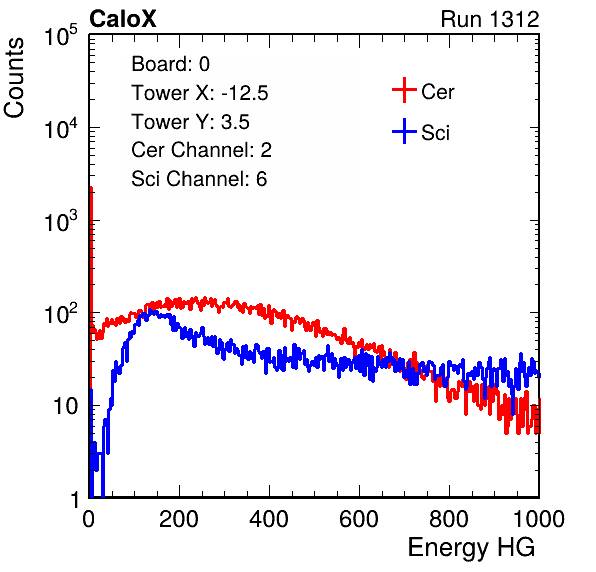 CaloX Run 1312
Counts
Board: 0
Tower X: -12.5
Tower Y: 3.5
Cer Channel: 2
Sci Channel: 6
Cer
Sci
10^5
10^4
10^3
10^2
10
1
0 200 400 600 800 1000
Energy HG